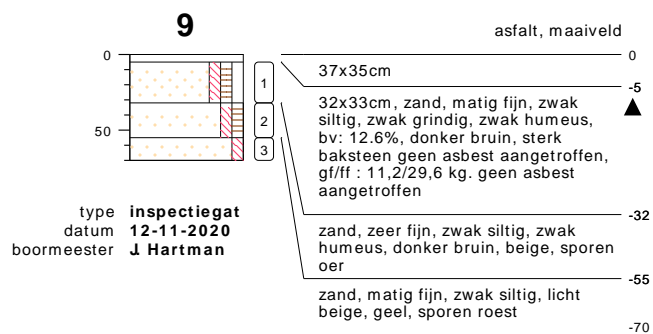 9
asfalt, maaiveld
0
0
37x35cm
-5
1
32x33cm, zand, matig fijn, zwak
siltig, zwak grindig, zwak humeus,
bv: 12.6%, donker bruin, sterk
baksteen geen asbest aangetroffen,
gf/ff : 11,2/29,6 kg. geen asbest
aangetroffen
2
50
3
type inspectiegat
datum 12-11-2020
boormeester J. Hartman
-32
zand, zeer fijn, zwak siltig, zwak
humeus, donker bruin, beige, sporen
oer
-55
zand, matig fijn, zwak siltig, licht
beige, geel, sporen roest
-70